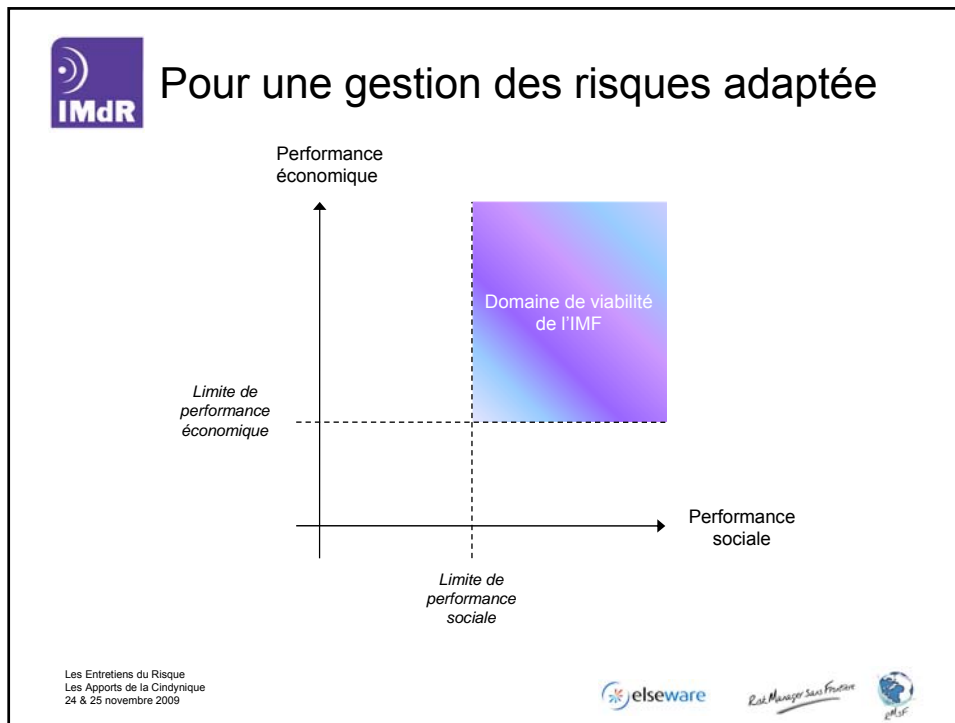 IMdR
Pour une gestion des risques adaptée
Performance
économique
Domaine de viabilité
de l'IMF
Limite de
performance
économique
Performance
sociale
Limite de
performance
sociale
Les Entretiens du Risque
Les Apports de la Cindynique
24 & 25 novembre 2009
elseware
Risk Manager Sans Frontière
RMSF